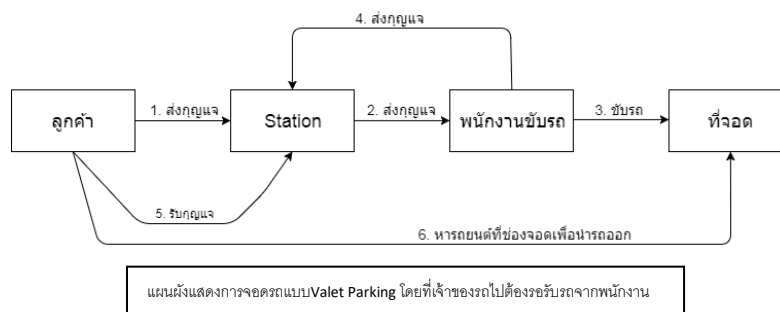 4. ส่งกุญแจ
ลูกค้า
1. ส่งกุญแจ
Station
2. ส่งกุญแจ
พนักงานขับรถ
3. ขับรถ
ที่จอด
5. รับกุญแจ
6. หารถยนต์ที่ช่องจอดเพื่อนำรถออก
แผนผังแสดงการจอดรถแบบValet Parking โดยที่เจ้าของรถไปต้องรอรับรถจากพนักงาน